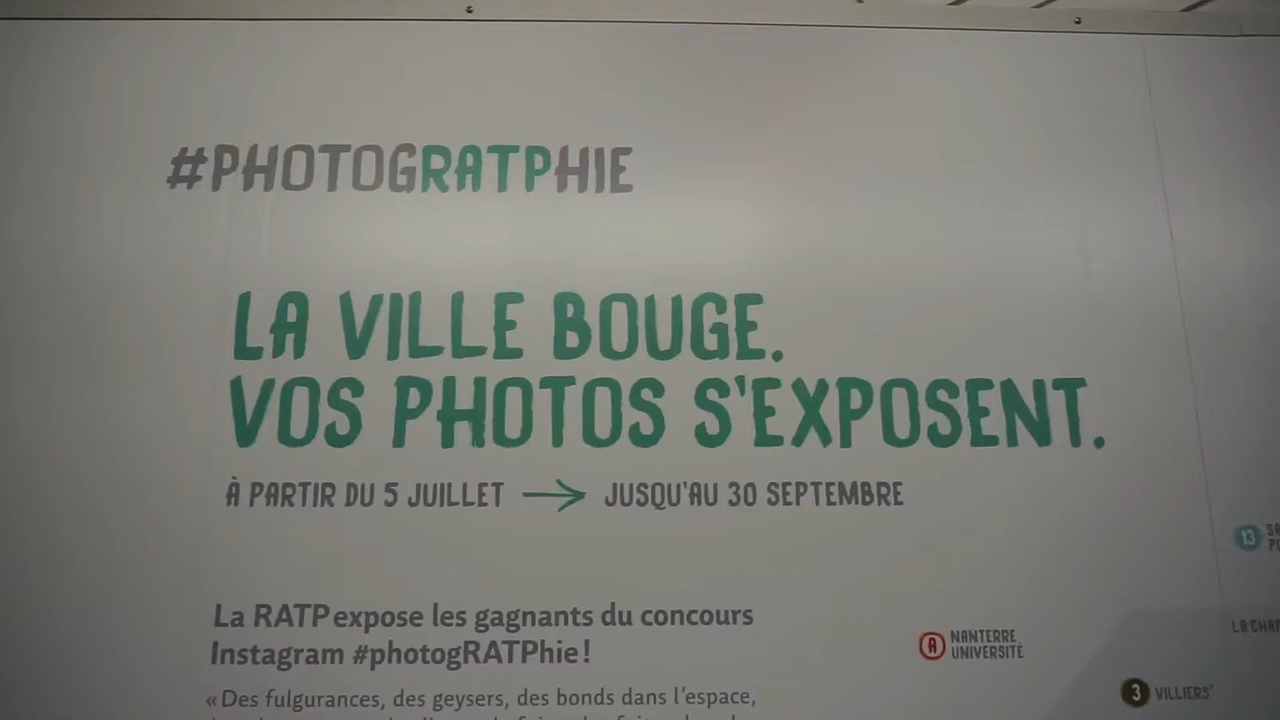 #PHOTOGRATPHIE
LA VILLE BOUGE.
VOS PHOTOS S'EXPOSENT.
À PARTIR DU 5 JUILLET → JUSQU'AU 30 SEPTEMBRE
La RATP expose les gagnants du concours
Instagram #photogRATPhie !
« Des fulgurances, des geysers, des bonds dans l'espace,
13
A NANTERRE
UNIVERSITÉ
3 VILLIERS